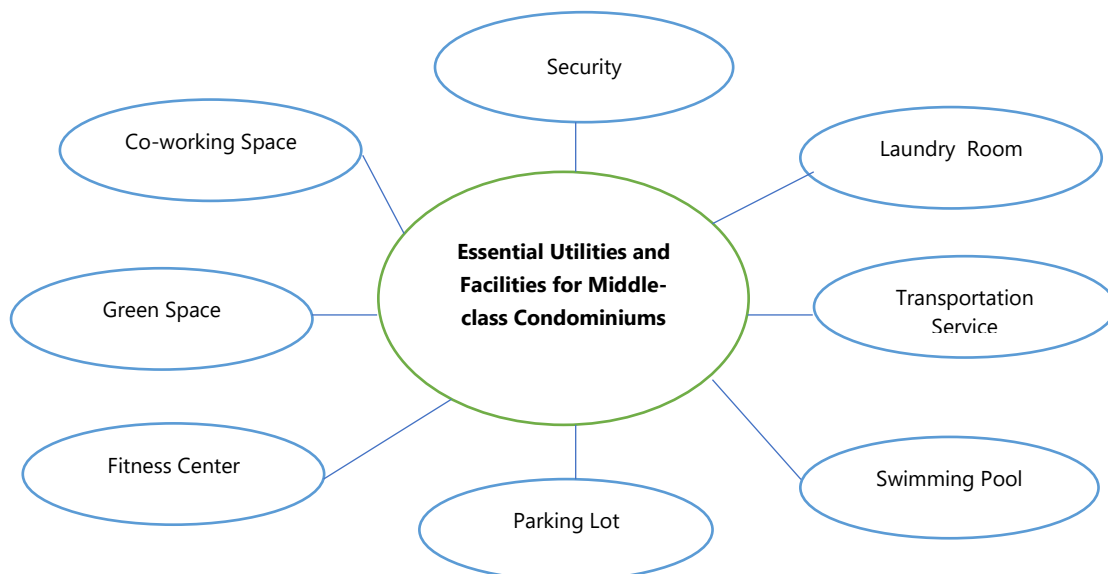 Security
Co-working Space
Laundry Room
Essential Utilities and
Facilities for Middle-
class Condominiums
Green Space
Transportation
Service
Fitness Center
Swimming Pool
Parking Lot